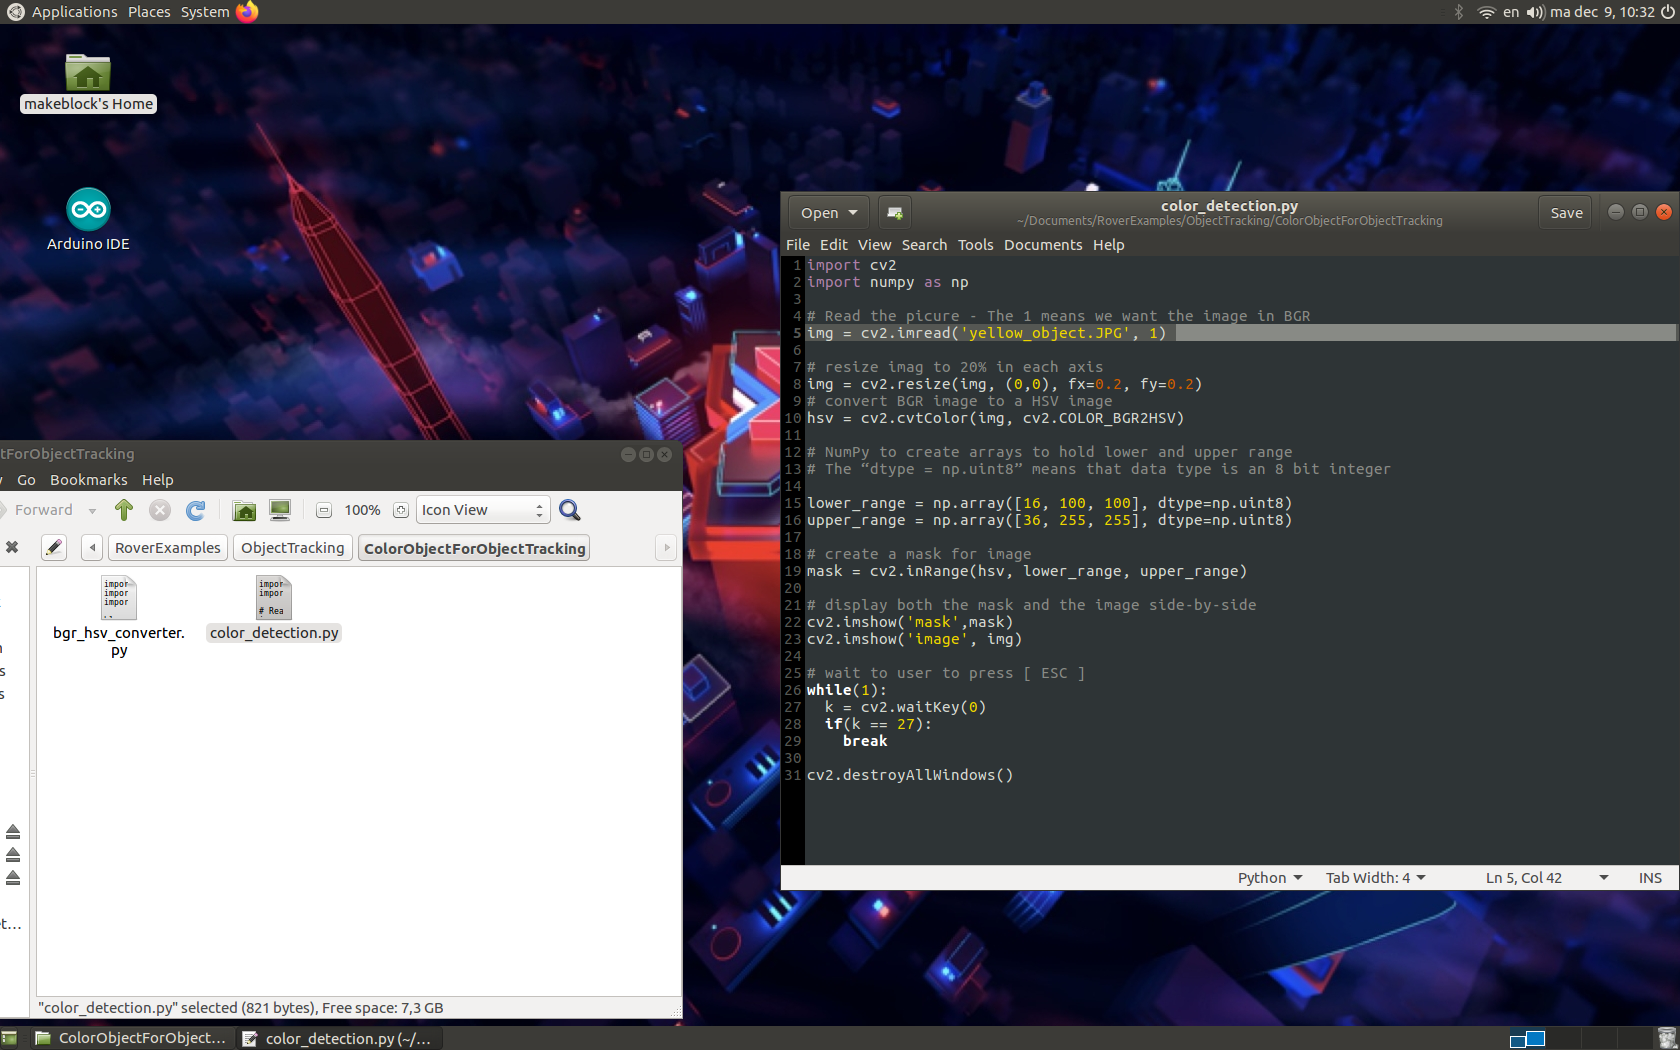 Applications Places System
en ma dec 9, 10:32
makeblock's Home
Arduino IDE
Open
color_detection.py
~/Documents/RoverExamples/ObjectTracking/ColorObjectForObjectTracking
Save
File Edit View Search Tools Documents Help
1 import cv2
2 import numpy as np
3
4 # Read the picure - The 1 means we want the image in BGR
5 img = cv2.imread('yellow_object.JPG', 1)
6
7 # resize imag to 20% in each axis
8 img = cv2.resize(img, (0,0), fx=0.2, fy=0.2)
9 # convert BGR image to a HSV image
10 hsv = cv2.cvtColor(img, cv2.COLOR_BGR2HSV)
11
12 # NumPy to create arrays to hold lower and upper range
13 # The “dtype = np.uint8” means that data type is an 8 bit integer
14
15 lower_range = np.array([16, 100, 100], dtype=np.uint8)
16 upper_range = np.array([36, 255, 255], dtype=np.uint8)
17
18 # create a mask for image
19 mask = cv2.inRange(hsv, lower_range, upper_range)
20
21 # display both the mask and the image side-by-side
22 cv2.imshow('mask',mask)
23 cv2.imshow('image', img)
24
25 # wait to user to press [ ESC ]
26 while(1):
27   k = cv2.waitKey(0)
28   if(k == 27):
29     break
30
31 cv2.destroyAllWindows()
Python Tab Width: 4 Ln 5, Col 42 INS
tForObjectTracking
Go Bookmarks Help
Forward 100% Icon View
RoverExamples ObjectTracking ColorObjectForObjectTracking
impor
impor
impor
impor
impor
# Rea
bgr_hsv_converter.
py
color_detection.py
s
s
et...
"color_detection.py" selected (821 bytes), Free space: 7,3 GB
ColorObjectForObject... color_detection.py (~/...